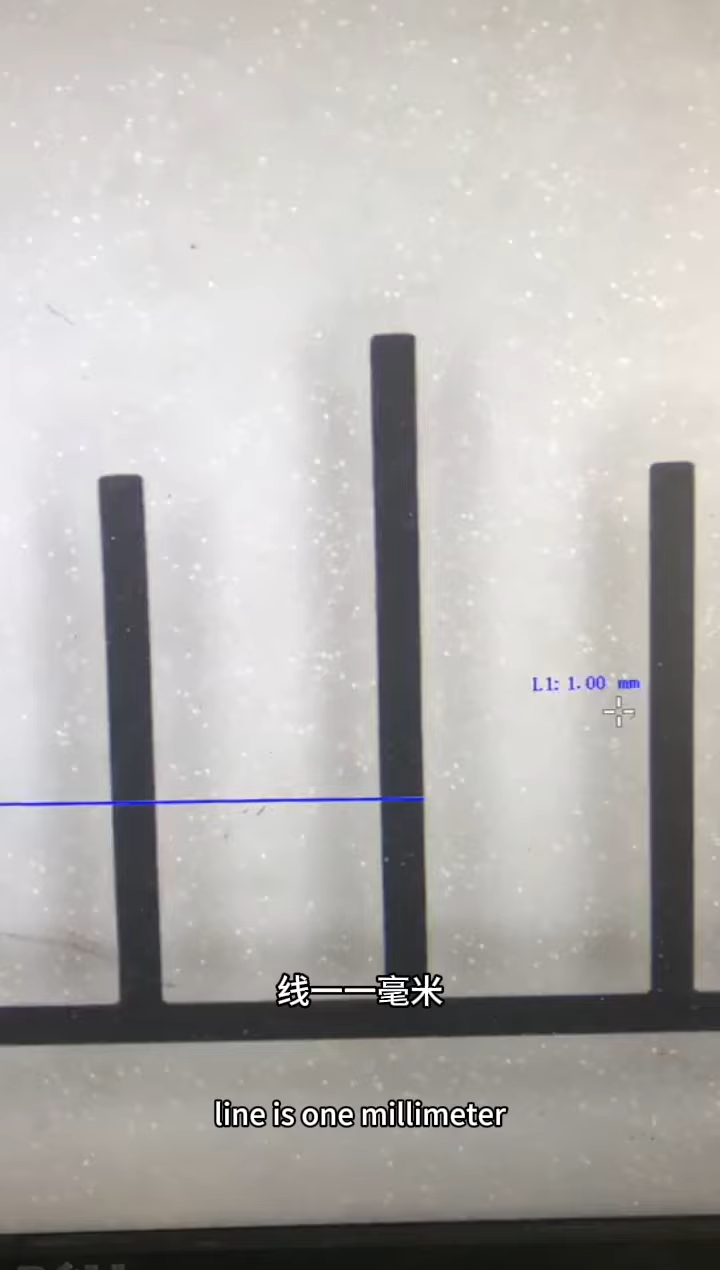 L1: 1.00 mm
线一一毫米
line is one millimeter